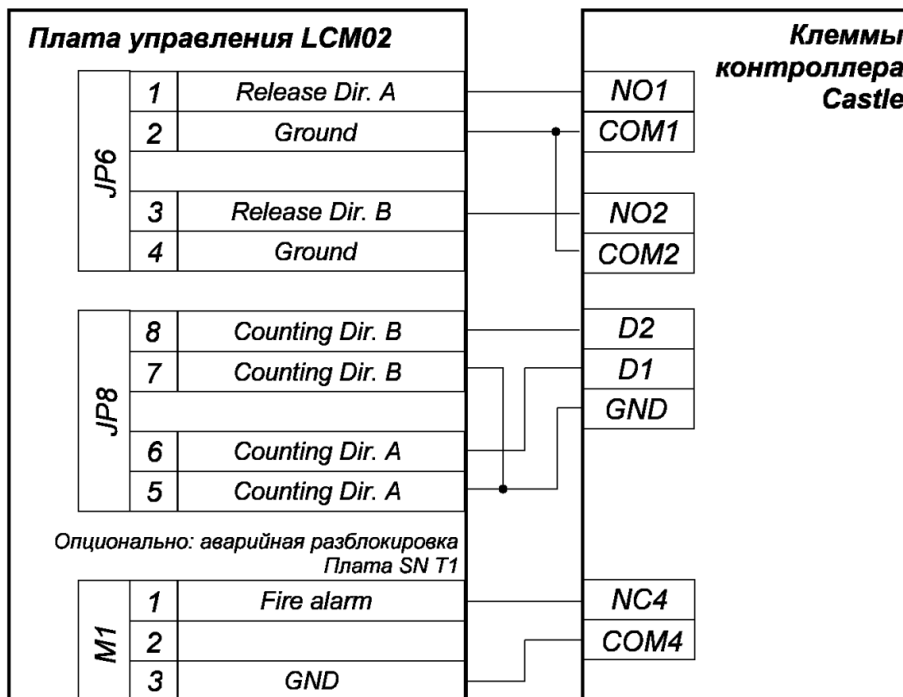 Плата управления LCM02
Клеммы
контроллера
Castle
JP6
1 Release Dir. A
2 Ground
3 Release Dir. B
4 Ground
NO1
COM1
NO2
COM2
JP8
8 Counting Dir. B
7 Counting Dir. B
6 Counting Dir. A
5 Counting Dir. A
D2
D1
GND
Опционально: аварийная разблокировка
Плата SN T1
M1
1 Fire alarm
2
3 GND
NC4
COM4